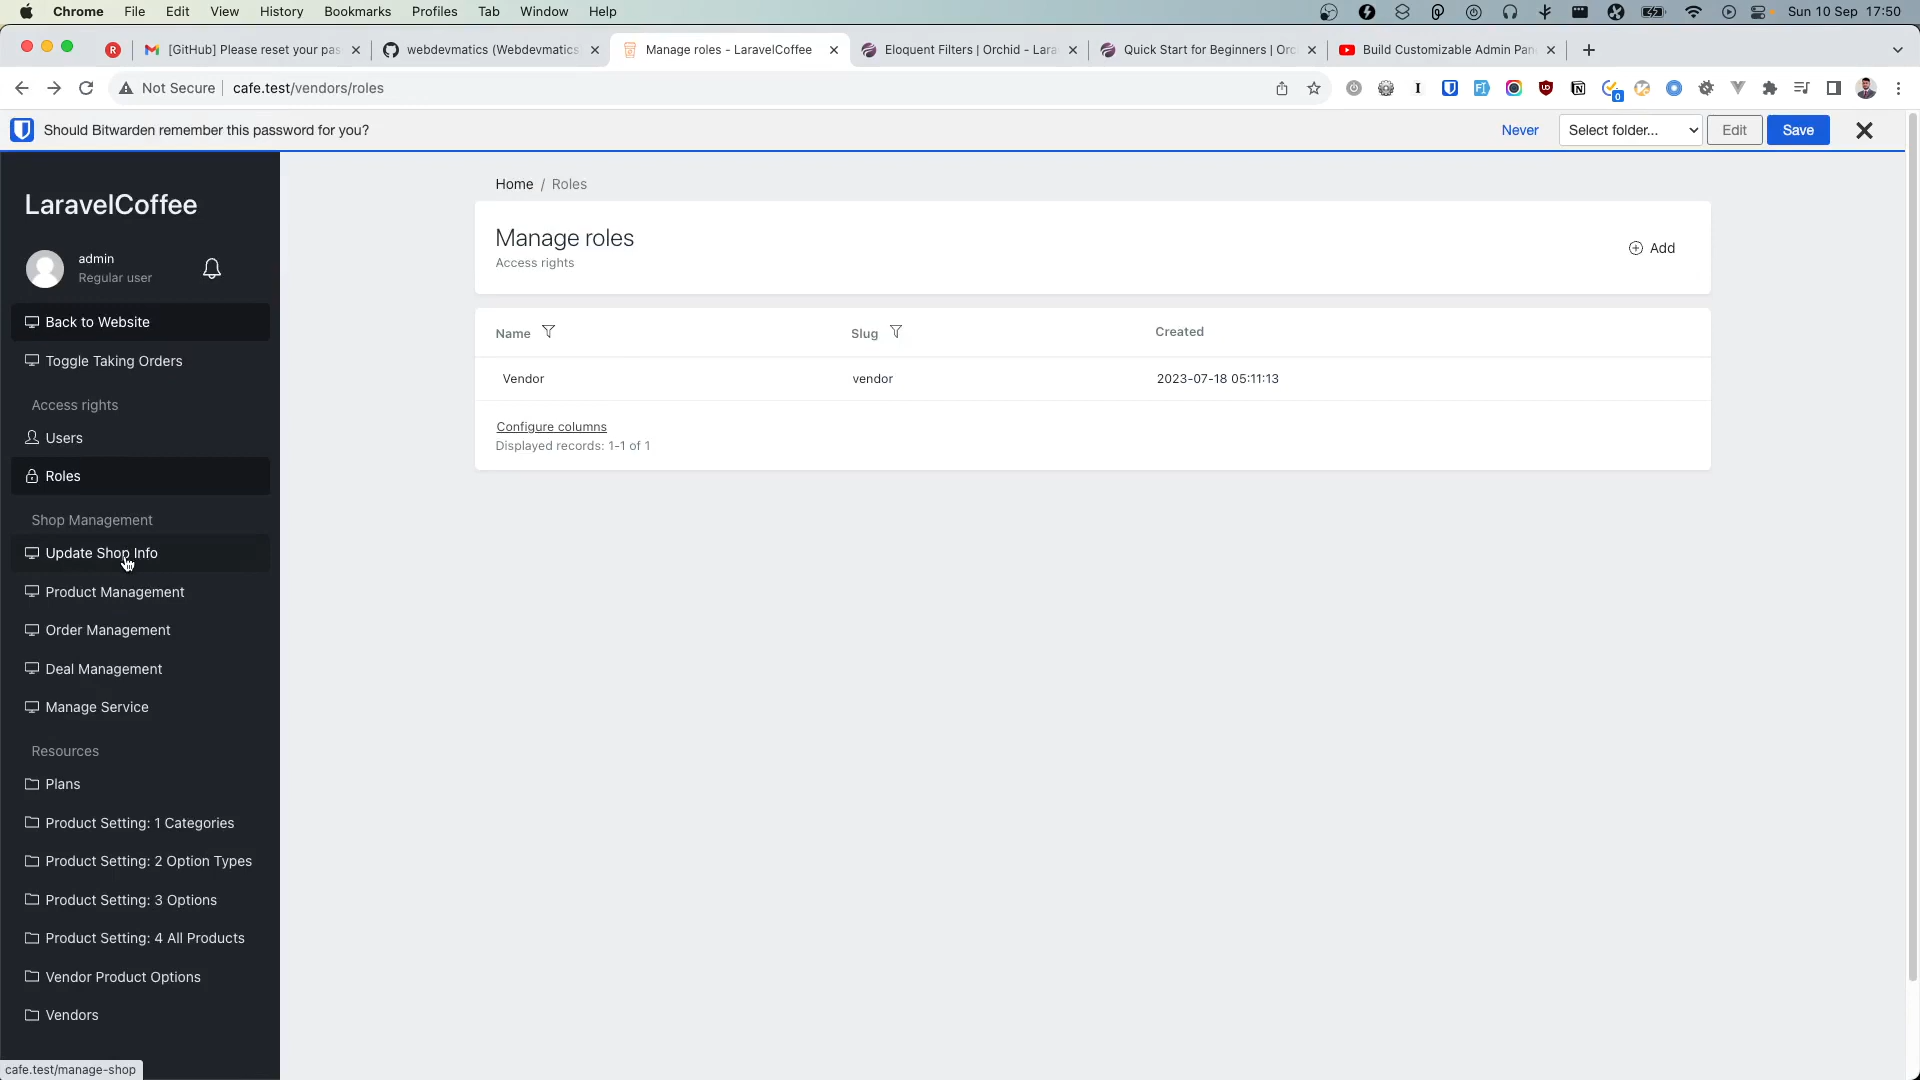 Chrome File Edit View History Bookmarks Profiles Tab Window Help Sun 10 Sep 17:50
[GitHub] Please reset your pas webdevmatics (Webdevmatics Manage roles - LaravelCoffee Eloquent Filters | Orchid - Lara Quick Start for Beginners | Orc Build Customizable Admin Pan
Not Secure cafe.test/vendors/roles
Should Bitwarden remember this password for you? Never Select folder... Edit Save
LaravelCoffee
admin
Regular user
Back to Website
Toggle Taking Orders
Access rights
Users
Roles
Shop Management
Update Shop Info
Product Management
Order Management
Deal Management
Manage Service
Resources
Plans
Product Setting: 1 Categories
Product Setting: 2 Option Types
Product Setting: 3 Options
Product Setting: 4 All Products
Vendor Product Options
Vendors
cafe.test/manage-shop
Home / Roles
Manage roles
Access rights
Add
Name Slug Created
Vendor vendor 2023-07-18 05:11:13
Configure columns
Displayed records: 1-1 of 1